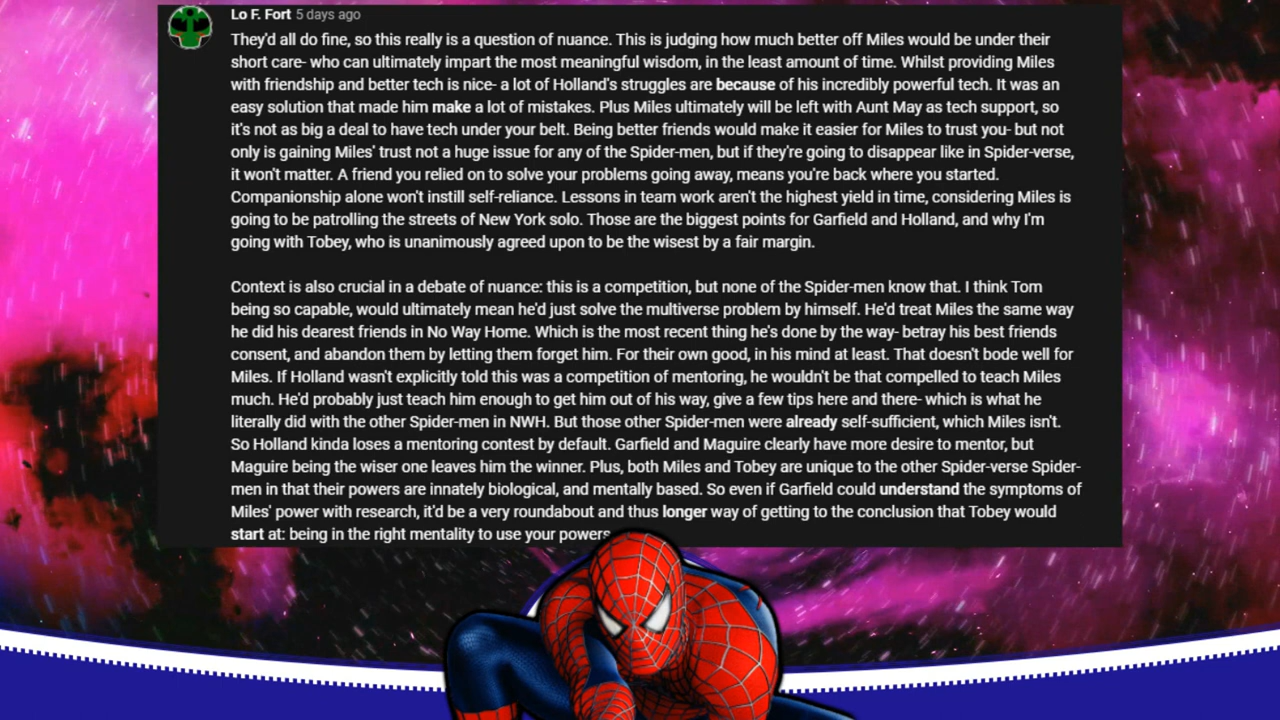 Lo F. Fort 5 days ago
They'd all do fine, so this really is a question of nuance. This is judging how much better off Miles would be under their
short care- who can ultimately impart the most meaningful wisdom, in the least amount of time. Whilst providing Miles
with friendship and better tech is nice- a lot of Holland's struggles are because of his incredibly powerful tech. It was an
easy solution that made him make a lot of mistakes. Plus Miles ultimately will be left with Aunt May as tech support, so
it's not as big a deal to have tech under your belt. Being better friends would make it easier for Miles to trust you- but not
only is gaining Miles' trust not a huge issue for any of the Spider-men, but if they're going to disappear like in Spider-verse,
it won't matter. A friend you relied on to solve your problems going away, means you're back where you started.
Companionship alone won't instill self-reliance. Lessons in team work aren't the highest yield in time, considering Miles is
going to be patrolling the streets of New York solo. Those are the biggest points for Garfield and Holland, and why I'm
going with Tobey, who is unanimously agreed upon to be the wisest by a fair margin.
Context is also crucial in a debate of nuance: this is a competition, but none of the Spider-men know that. I think Tom
being so capable, would ultimately mean he'd just solve the multiverse problem by himself. He'd treat Miles the same way
he did his dearest friends in No Way Home. Which is the most recent thing he's done by the way- betray his best friends
consent, and abandon them by letting them forget him. For their own good, in his mind at least. That doesn't bode well for
Miles. If Holland wasn't explicitly told this was a competition of mentoring, he wouldn't be that compelled to teach Miles
much. He'd probably just teach him enough to get him out of his way, give a few tips here and there- which is what he
literally did with the other Spider-men in NWH. But those other Spider-men were already self-sufficient, which Miles isn't.
So Holland kinda loses a mentoring contest by default. Garfield and Maguire clearly have more desire to mentor, but
Maguire being the wiser one leaves him the winner. Plus, both Miles and Tobey are unique to the other Spider-verse Spider-
men in that their powers are innately biological, and mentally based. So even if Garfield could understand the symptoms of
Miles' power with research, it'd be a very roundabout and thus longer way of getting to the conclusion that Tobey would
start at: being in the right mentality to use your powers